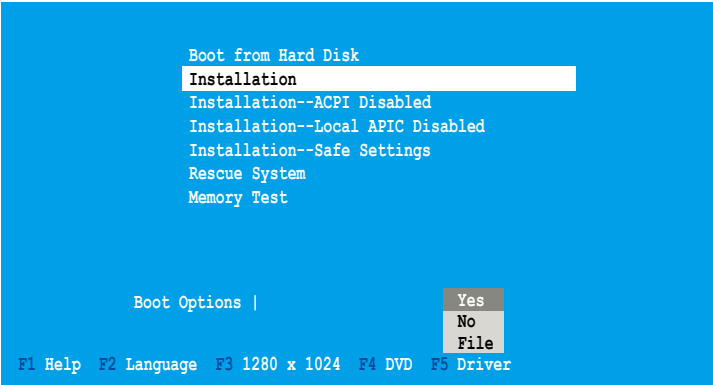 Boot from Hard Disk
Installation
Installation--ACPI Disabled
Installation--Local APIC Disabled
Installation--Safe Settings
Rescue System
Memory Test
Boot Options |
Yes
No
File
F1 Help F2 Language F3 1280 x 1024 F4 DVD F5 Driver